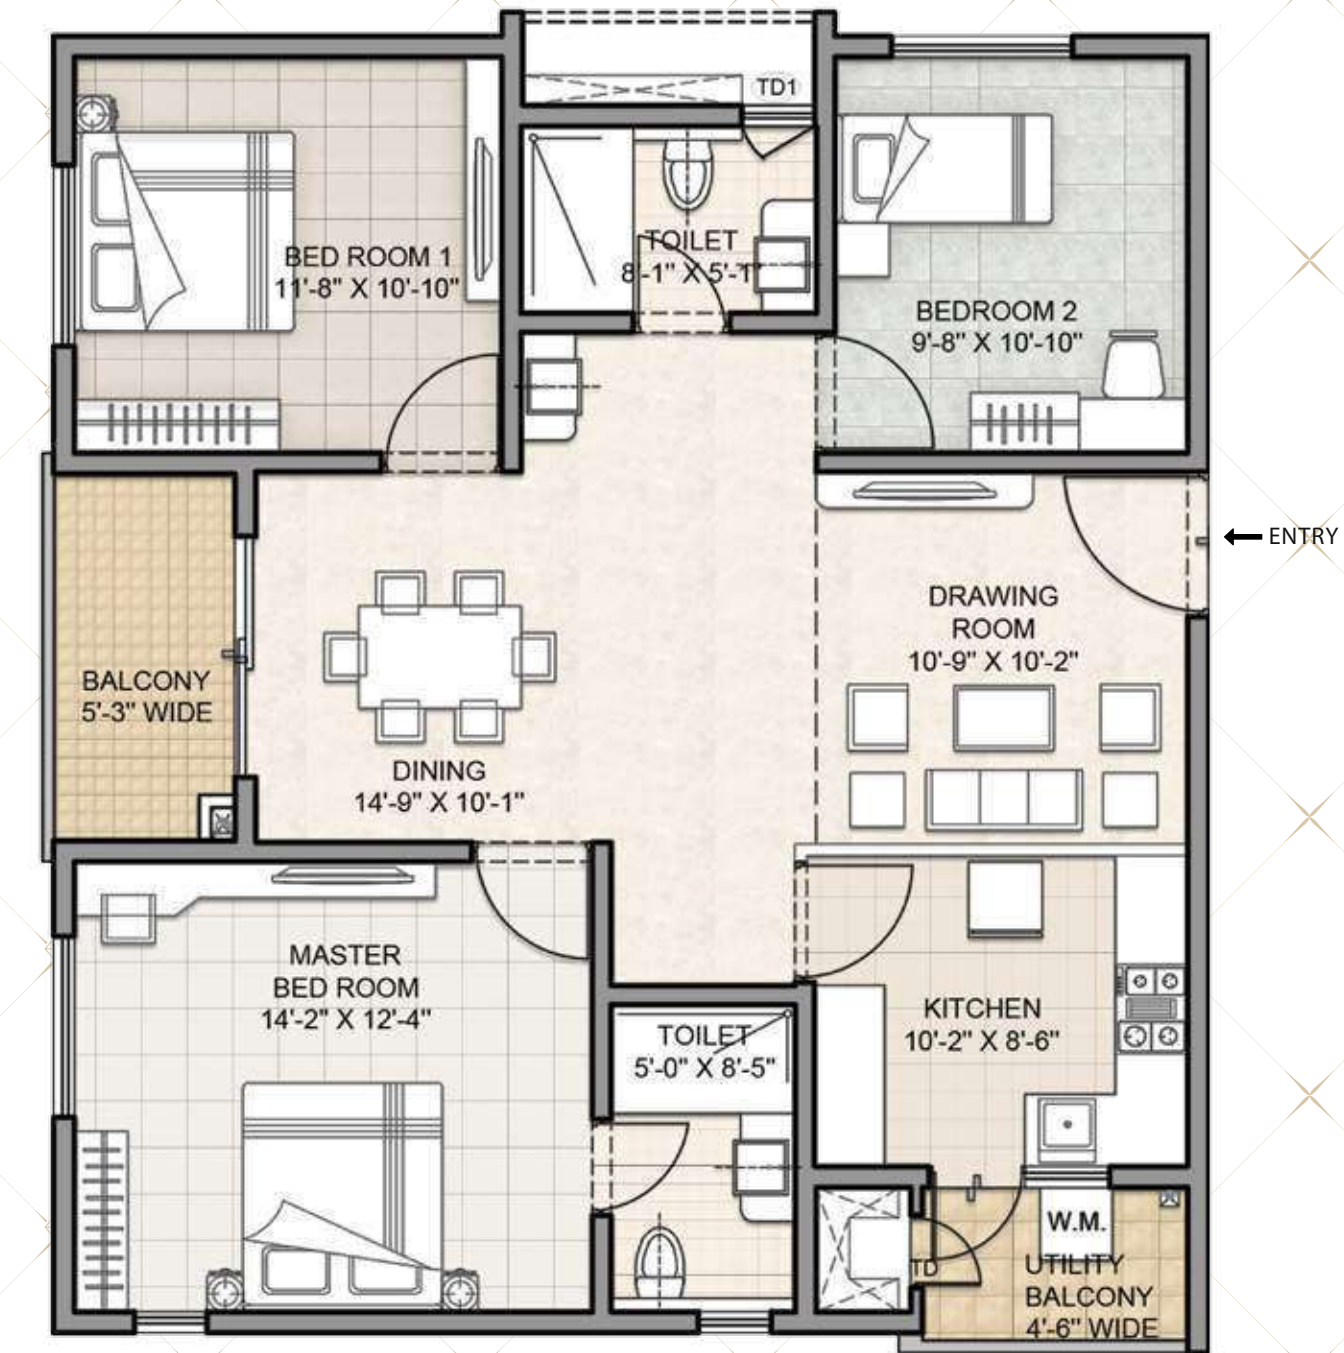 TD1
BED ROOM 1
11'-8" X 10'-10"
TOILET
8'-1" X 5'-1"
BEDROOM 2
9'-8" X 10'-10"
ENTRY
DRAWING
ROOM
10'-9" X 10'-2"
BALCONY
5'-3" WIDE
DINING
14'-9" X 10'-1"
MASTER
BED ROOM
14'-2" X 12'-4"
TOILET
5'-0" X 8'-5"
KITCHEN
10'-2" X 8'-6"
W.M.
TD
UTILITY
BALCONY
4'-6" WIDE